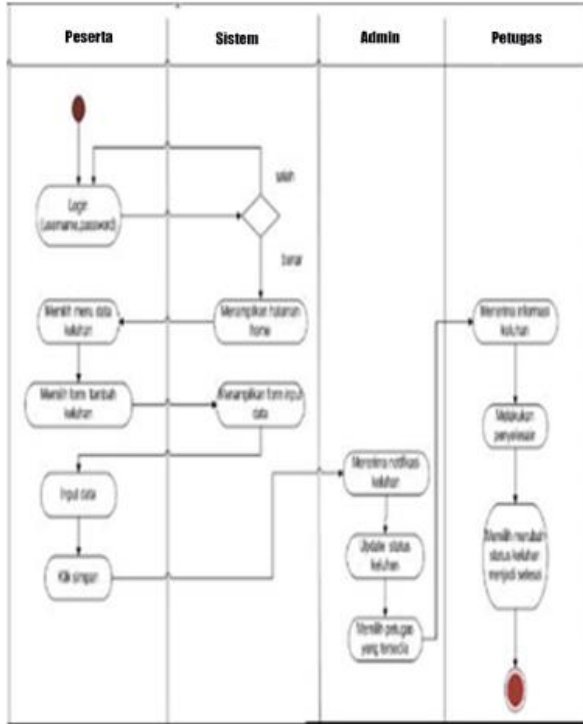 Peserta
Sistem
Admin
Petugas
salah
Login
(username,password)
benar
Memilih menu data
keluhan
Menampilkan halaman
home
Menerima informasi
keluhan
Memilih form tambah
keluhan
Menampilkan form input
data
Melakukan
penyelesaian
Menerima notifikasi
keluhan
Input data
Update status
keluhan
Memilih merubah
status keluhan
menjadi selesai
Klik simpan
Memilih petugas
yang tersedia